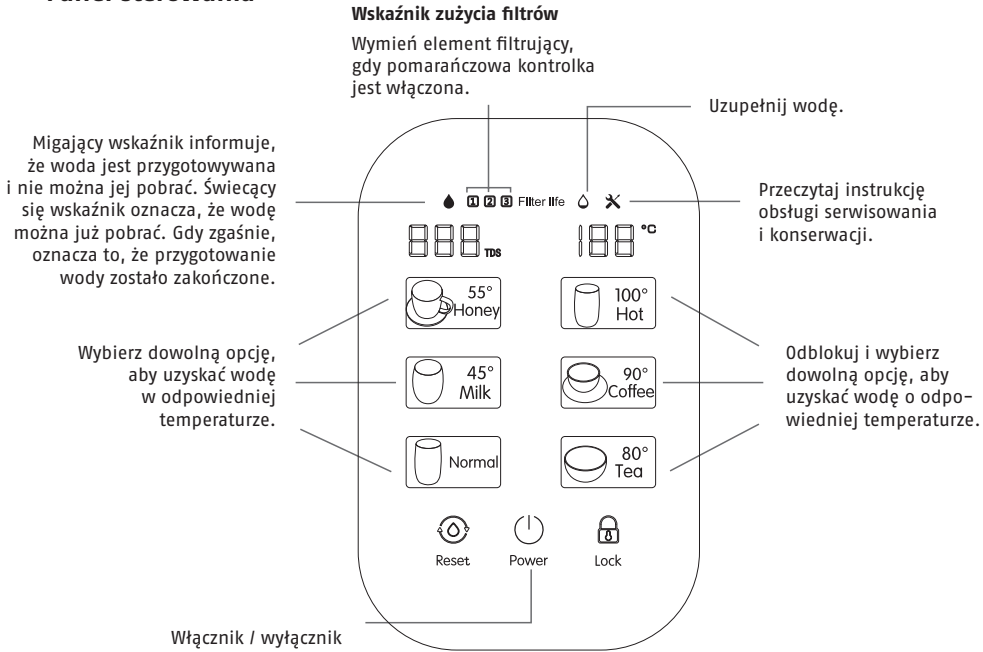 Wskaźnik zużycia filtrów
Wymień element filtrujący,
gdy pomarańczowa kontrolka
jest włączona.
Uzupełnij wodę.
Migający wskaźnik informuje,
że woda jest przygotowywana
i nie można jej pobrać. Świecący
się wskaźnik oznacza, że wodę
można już pobrać. Gdy zgaśnie,
oznacza to, że przygotowanie
wody zostało zakończone.
Przeczytaj instrukcję
obsługi serwisowania
i konserwacji.
1 2 3 Filter life
888 TDS
188 °C
55°
Honey
100°
Hot
Wybierz dowolną opcję,
aby uzyskać wodę
w odpowiedniej
temperaturze.
45°
Milk
90°
Coffee
Odblokuj i wybierz
dowolną opcję, aby
uzyskać wodę o odpo-
wiedniej temperaturze.
Normal
80°
Tea
Reset
Power
Lock
Włącznik / wyłącznik